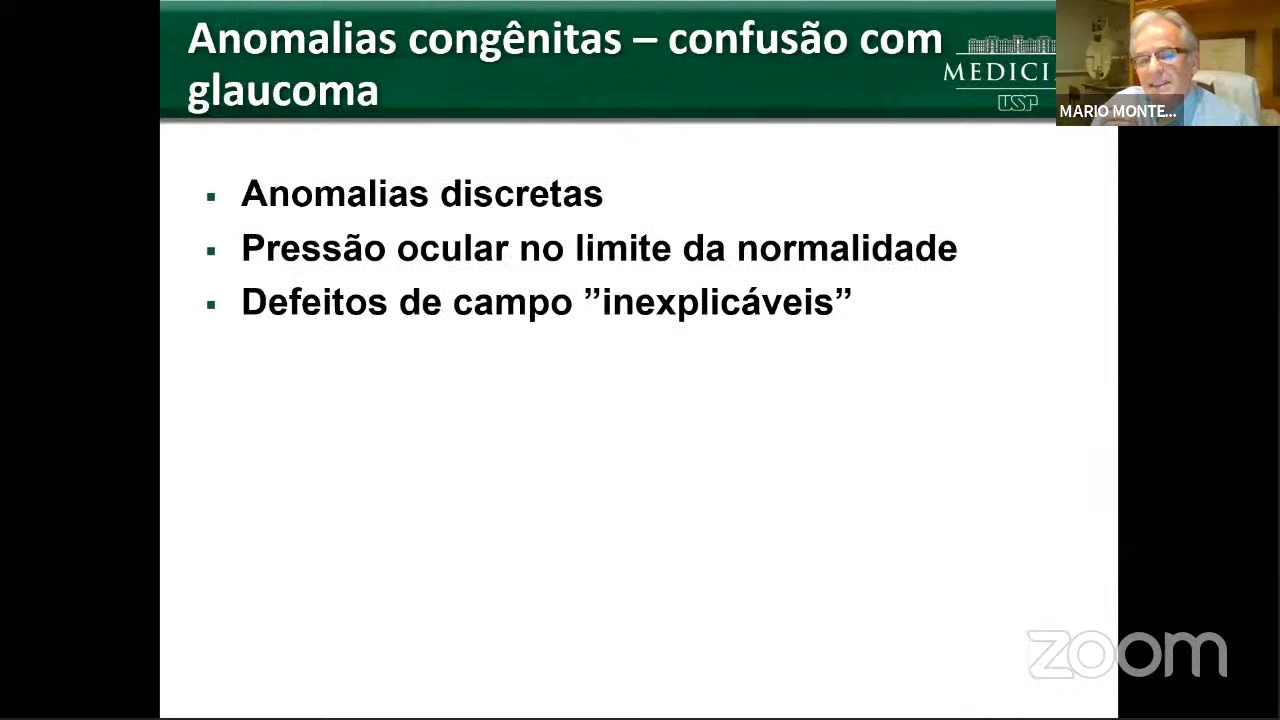 Anomalias congênitas – confusão com
glaucoma
MEDICI
USP
MARIO MONTE...
▪ Anomalias discretas
▪ Pressão ocular no limite da normalidade
▪ Defeitos de campo ”inexplicáveis”
zoom